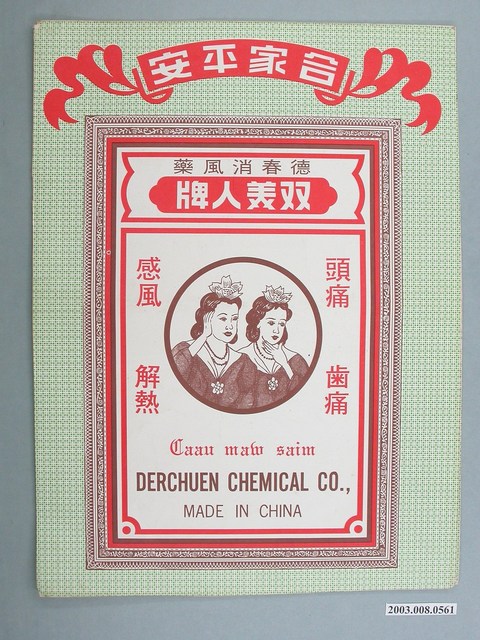 合家平安
德春消風藥
双美人牌
頭痛
齒痛
感風
解熱
Caau maw saim
DERCHUEN CHEMICAL CO.,
MADE IN CHINA
2003.008.0561